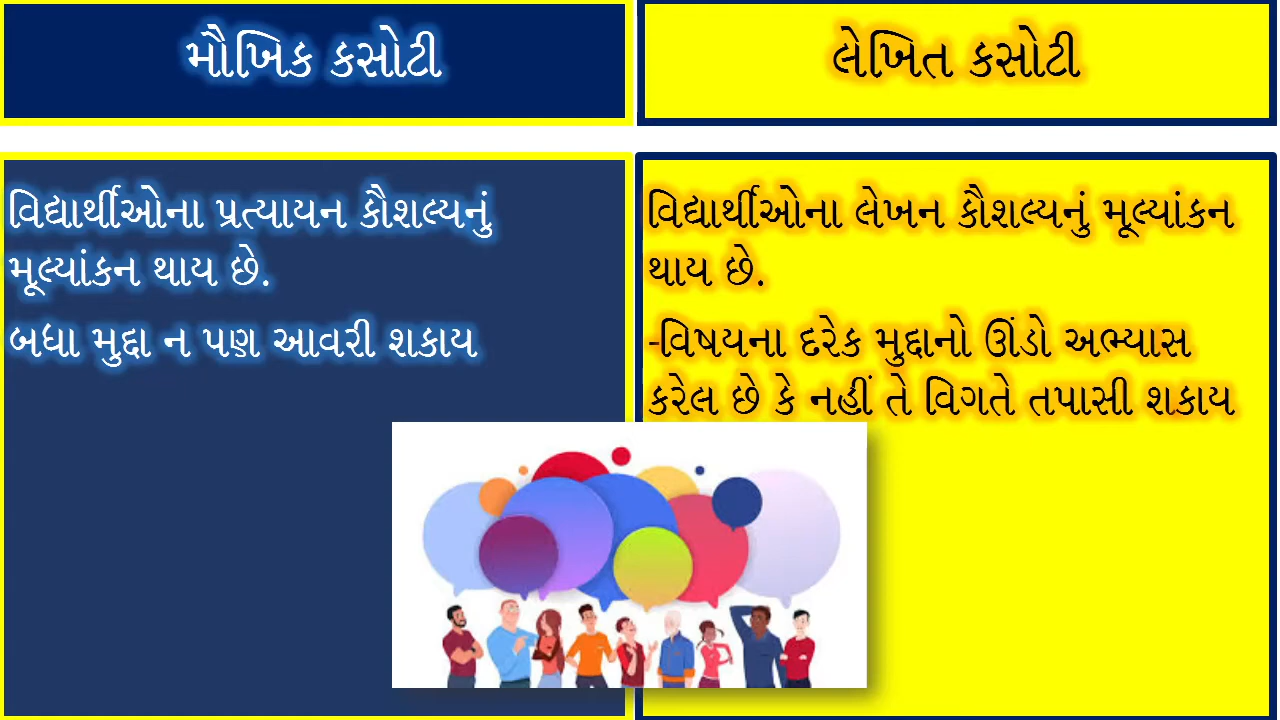 મૌખિક કસોટી
લેખિત કસોટી
વિદ્યાર્થીઓના પ્રત્યાયન કૌશલ્યનું
મૂલ્યાંકન થાય છે.
બધા મુદ્દા ન પણ આવરી શકાય
વિદ્યાર્થીઓના લેખન કૌશલ્યનું મૂલ્યાંકન
થાય છે.
-વિષયના દરેક મુદ્દાનો ઊંડો અભ્યાસ
કરેલ છે કે નહીં તે વિગતે તપાસી શકાય